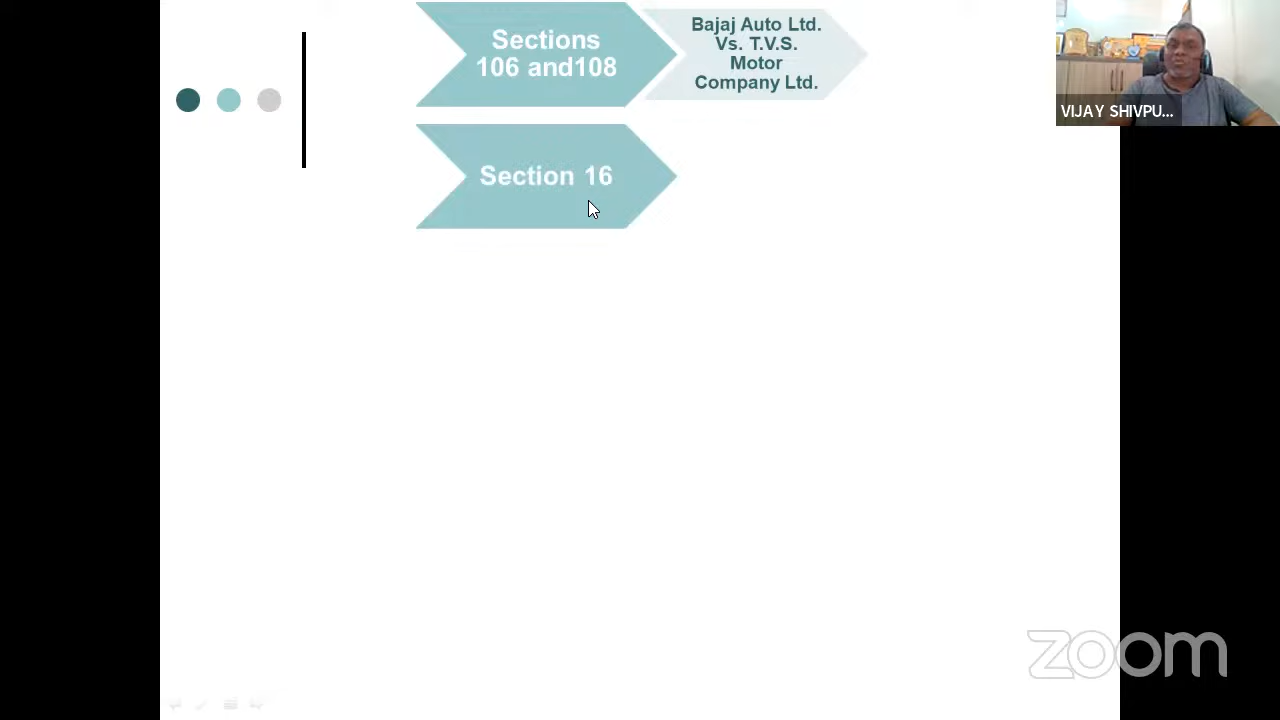 Sections
106 and108
Bajaj Auto Ltd.
Vs. T.V.S.
Motor
Company Ltd.
VIJAY SHIVPU...
Section 16
zoom